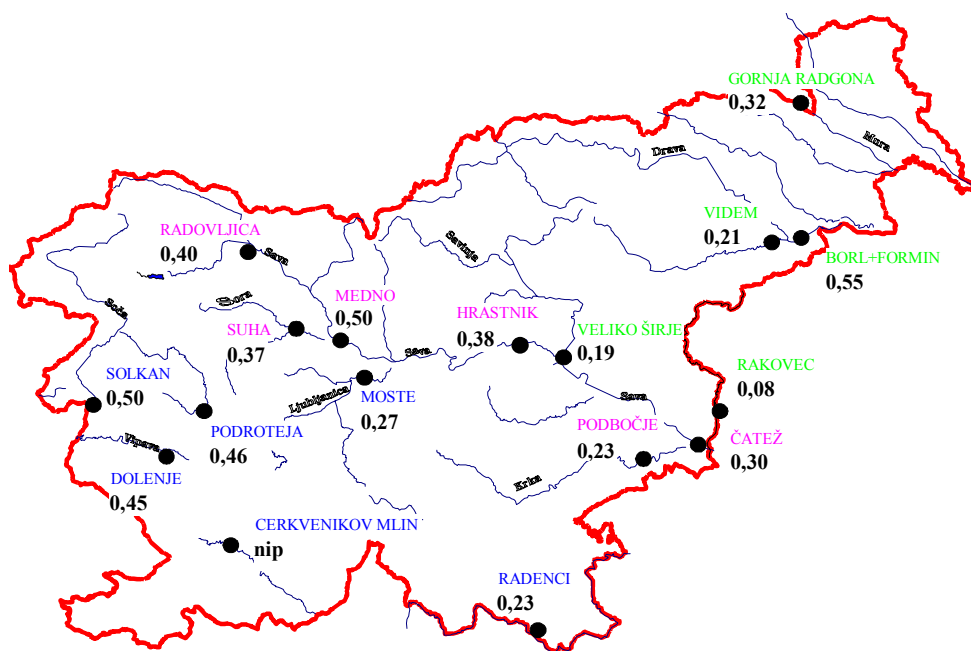 GORNJA RADGONA
0,32
Mura
Drava
VIDEM
0,21
BORL+FORMIN
0,55
RADOVLJICA
0,40
Sava
Savinja
Soča
Sora
MEDNO
0,50
HRASTNIK
0,38
SUHA
0,37
VELIKO ŠIRJE
0,19
Sava
RAKOVEC
0,08
SOLKAN
0,50
Ljubljanica
MOSTE
0,27
Sava
PODROTEJA
0,46
PODBOČJE
0,23
ČATEŽ
0,30
Vipava
DOLENJE
0,45
Krka
CERKVENIKOV MLIN
nip
RADENCI
0,23